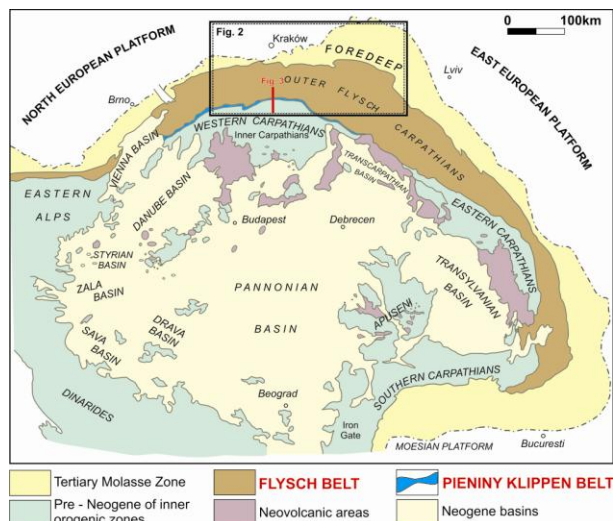 0 100km
Fig. 2
Kraków
FOREDEEP
NORTH EUROPEAN PLATFORM
EAST EUROPEAN PLATFORM
Lviv
Brno
Fig. 3
OUTER FLYSCH CARPATHIANS
WESTERN CARPATHIANS
Inner Carpathians
VIENNA BASIN
TRANSCARPATHIAN
BASIN
EASTERN
ALPS
DANUBE BASIN
EASTERN CARPATHIANS
Budapest
Debrecen
STYRIAN
BASIN
TRANSYLVANIAN
BASIN
ZALA
BASIN
PANNONIAN
BASIN
APUSENI
SAVA
BASIN
DRAVA
BASIN
SOUTHERN CARPATHIANS
DINARIDES
Beograd
Iron
Gate
MOESIAN PLATFORM
Bucuresti
Tertiary Molasse Zone
FLYSCH BELT
PIENINY KLIPPEN BELT
Pre - Neogene of inner
orogenic zones
Neovolcanic areas
Neogene basins